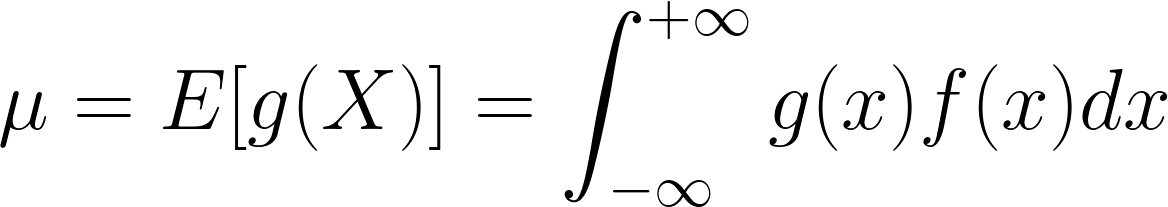 μ = E[g(X)] = ∫_{−∞}^{+∞} g(x)f(x)dx